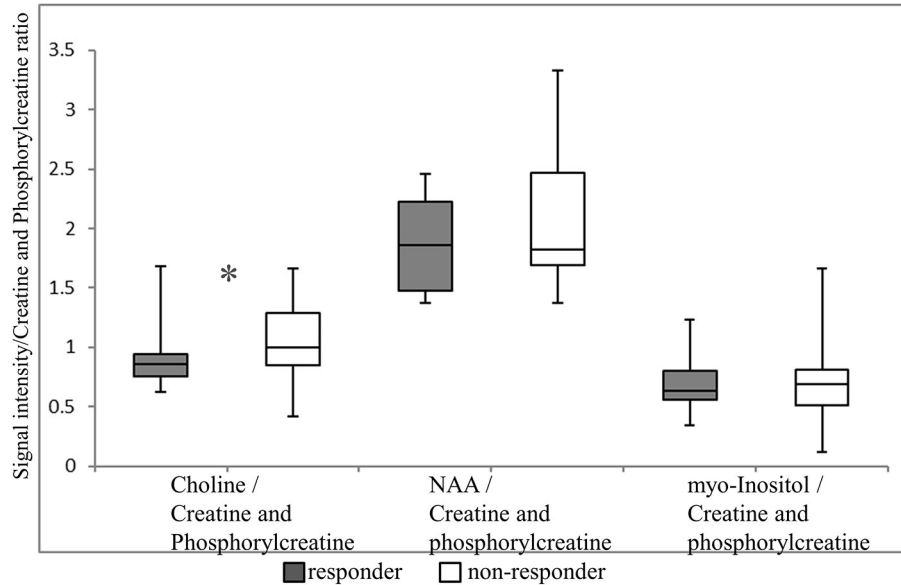 Signal intensity/Creatine and Phosphorylcreatine ratio
3.5
3
2.5
2
1.5
1
0.5
0
*
Choline /
Creatine and
Phosphorylcreatine
NAA /
Creatine and
phosphorylcreatine
myo-Inositol /
Creatine and
phosphorylcreatine
responder
non-responder